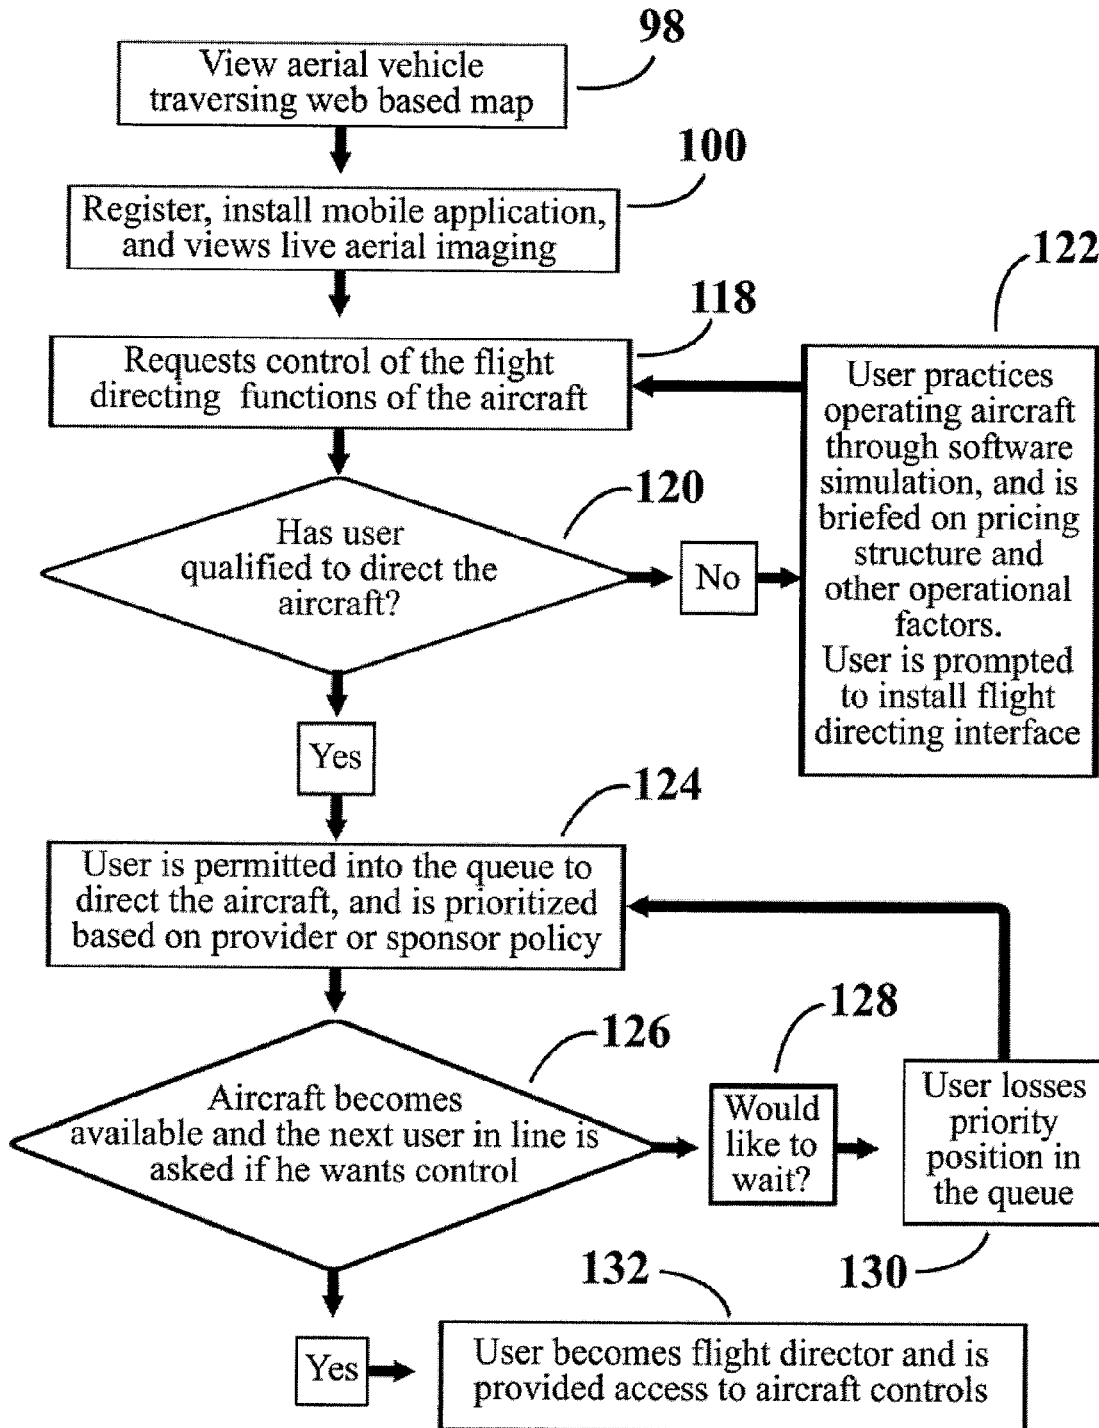 98
View aerial vehicle
traversing web based map
100
Register, install mobile application,
and views live aerial imaging
118
Requests control of the flight
directing functions of the aircraft
122
User practices
operating aircraft
through software
simulation, and is
briefed on pricing
structure and
other operational
factors.
User is prompted
to install flight
directing interface
120
Has user
qualified to direct the
aircraft?
No
Yes
124
User is permitted into the queue to
direct the aircraft, and is prioritized
based on provider or sponsor policy
126
Aircraft becomes
available and the next user in line is
asked if he wants control
128
Would
like to
wait?
User losses
priority
position in
the queue
130
132
Yes
User becomes flight director and is
provided access to aircraft controls